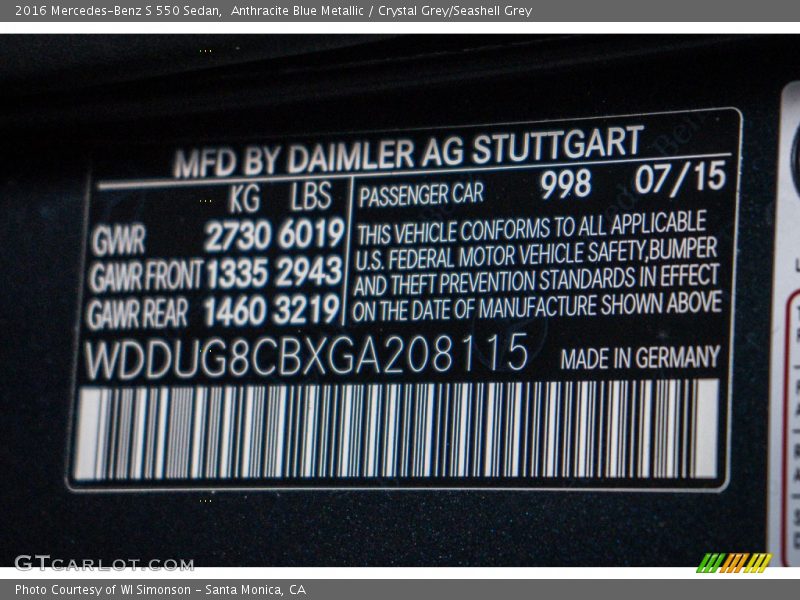 2016 Mercedes-Benz S 550 Sedan,  Anthracite Blue Metallic / Crystal Grey/Seashell Grey
MFD BY DAIMLER AG STUTTGART
KG LBS PASSENGER CAR 998 07/15
GWWR 2730 6019
GAWR FRONT 1335 2943
GAWR REAR 1460 3219
THIS VEHICLE CONFORMS TO ALL APPLICABLE
U.S. FEDERAL MOTOR VEHICLE SAFETY,BUMPER
AND THEFT PREVENTION STANDARDS IN EFFECT
ON THE DATE OF MANUFACTURE SHOWN ABOVE
WDDUG8CBXGA208115 MADE IN GERMANY
GTCARLOT.COM
Photo Courtesy of WI Simonson - Santa Monica, CA